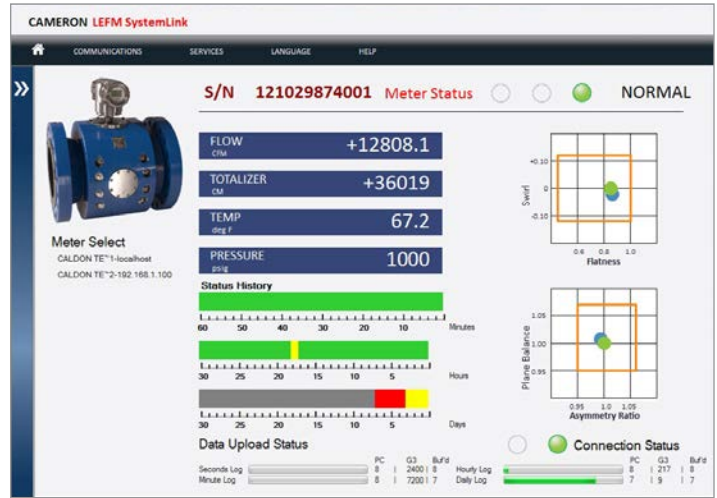 CAMERON LEFM SystemLink
COMMUNICATIONS SERVICES LANGUAGE HELP
S/N 121029874001 Meter Status NORMAL
FLOW +12808.1
CFM
TOTALIZER +36019
CM
TEMP 67.2
deg F
PRESSURE 1000
psig
Meter Select
CALDON TE™1-localhost
CALDON TE™2-192.168.1.100
Status History
60 50 40 30 20 10 Minutes
30 25 20 15 10 5 Hours
30 25 20 15 10 5 Days
+0.10
0
-0.10
Swirl
0.6 0.8 1.0
Flatness
1.05
1.00
0.95
Plane Balance
0.95 1.0 1.05
Asymmetry Ratio
Data Upload Status
Connection Status
PC G3 Buf'd
Seconds Log 8 | 2400 | 8
Minute Log 8 | 7200 | 7
PC G3 Buf'd
Hourly Log 8 | 217 | 8
Daily Log 7 | 9 | 7